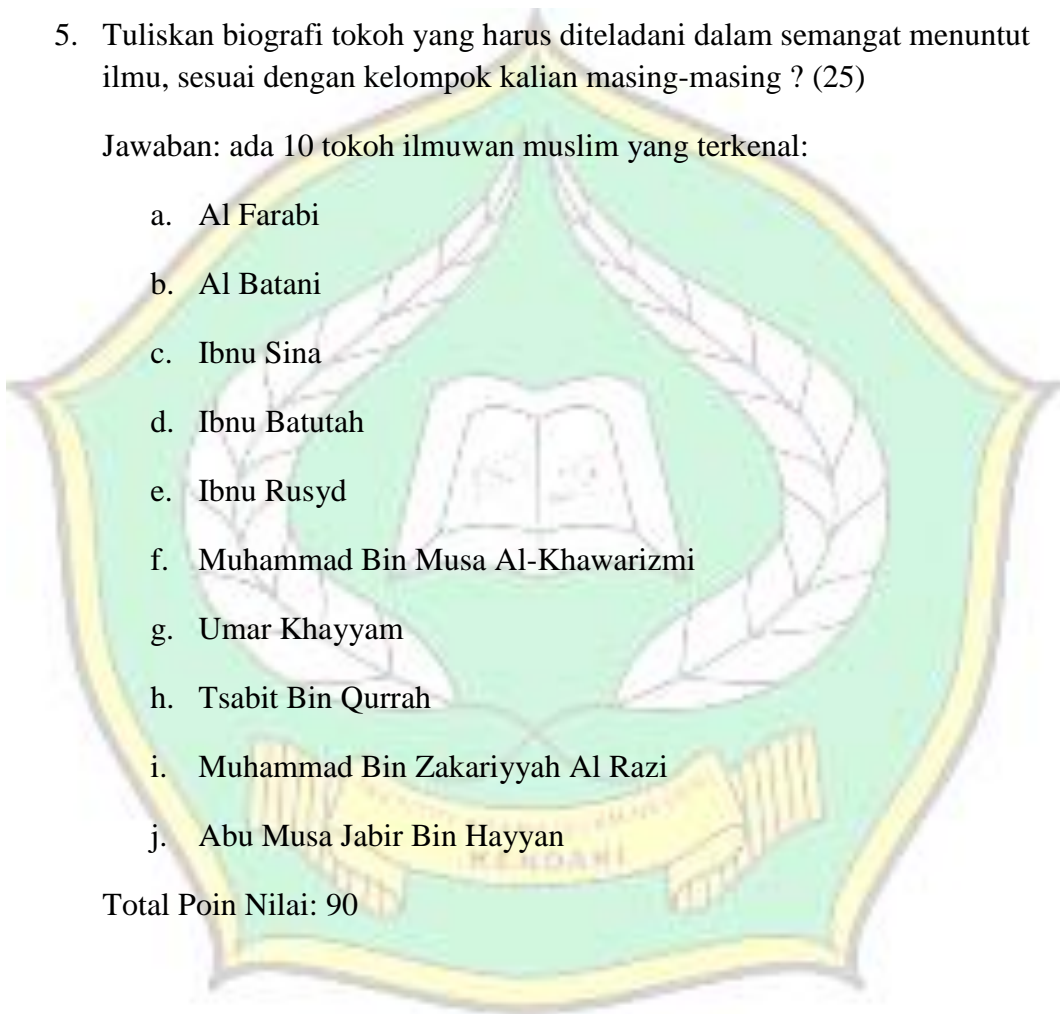 5. Tuliskan biografi tokoh yang harus diteladani dalam semangat menuntut
ilmu, sesuai dengan kelompok kalian masing-masing ? (25)
Jawaban: ada 10 tokoh ilmuwan muslim yang terkenal:
a. Al Farabi
b. Al Batani
c. Ibnu Sina
d. Ibnu Batutah
e. Ibnu Rusyd
f. Muhammad Bin Musa Al-Khawarizmi
g. Umar Khayyam
h. Tsabit Bin Qurrah
i. Muhammad Bin Zakariyyah Al Razi
j. Abu Musa Jabir Bin Hayyan
KENDARI
Total Poin Nilai: 90